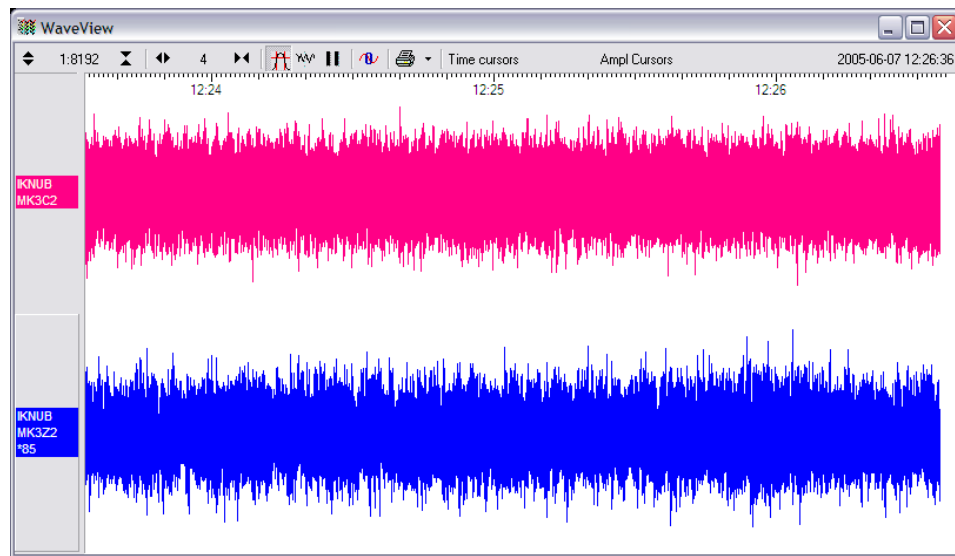 WaveView
1:8192 4 Time cursors Ampl Cursors 2005-06-07 12:26:36
12:24 12:25 12:26
IKNUB
MK3C2
IKNUB
MK3Z2
*85